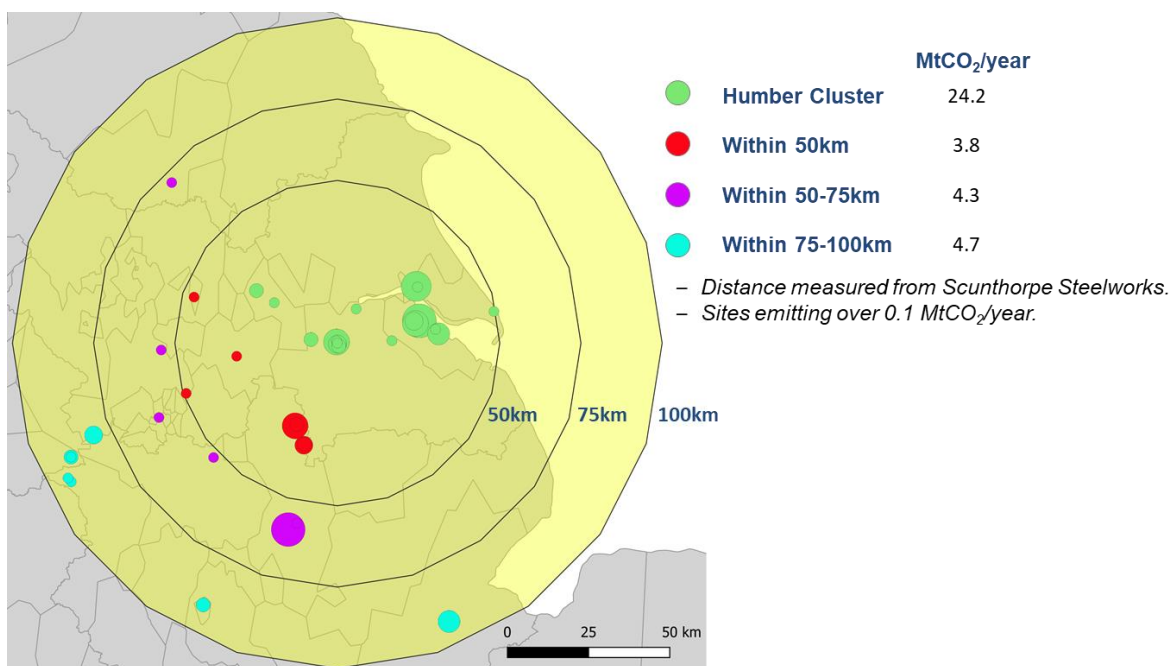 MtCO₂/year
Humber Cluster 24.2
Within 50km 3.8
Within 50-75km 4.3
Within 75-100km 4.7
– Distance measured from Scunthorpe Steelworks.
– Sites emitting over 0.1 MtCO₂/year.
50km 75km 100km
0 25 50 km